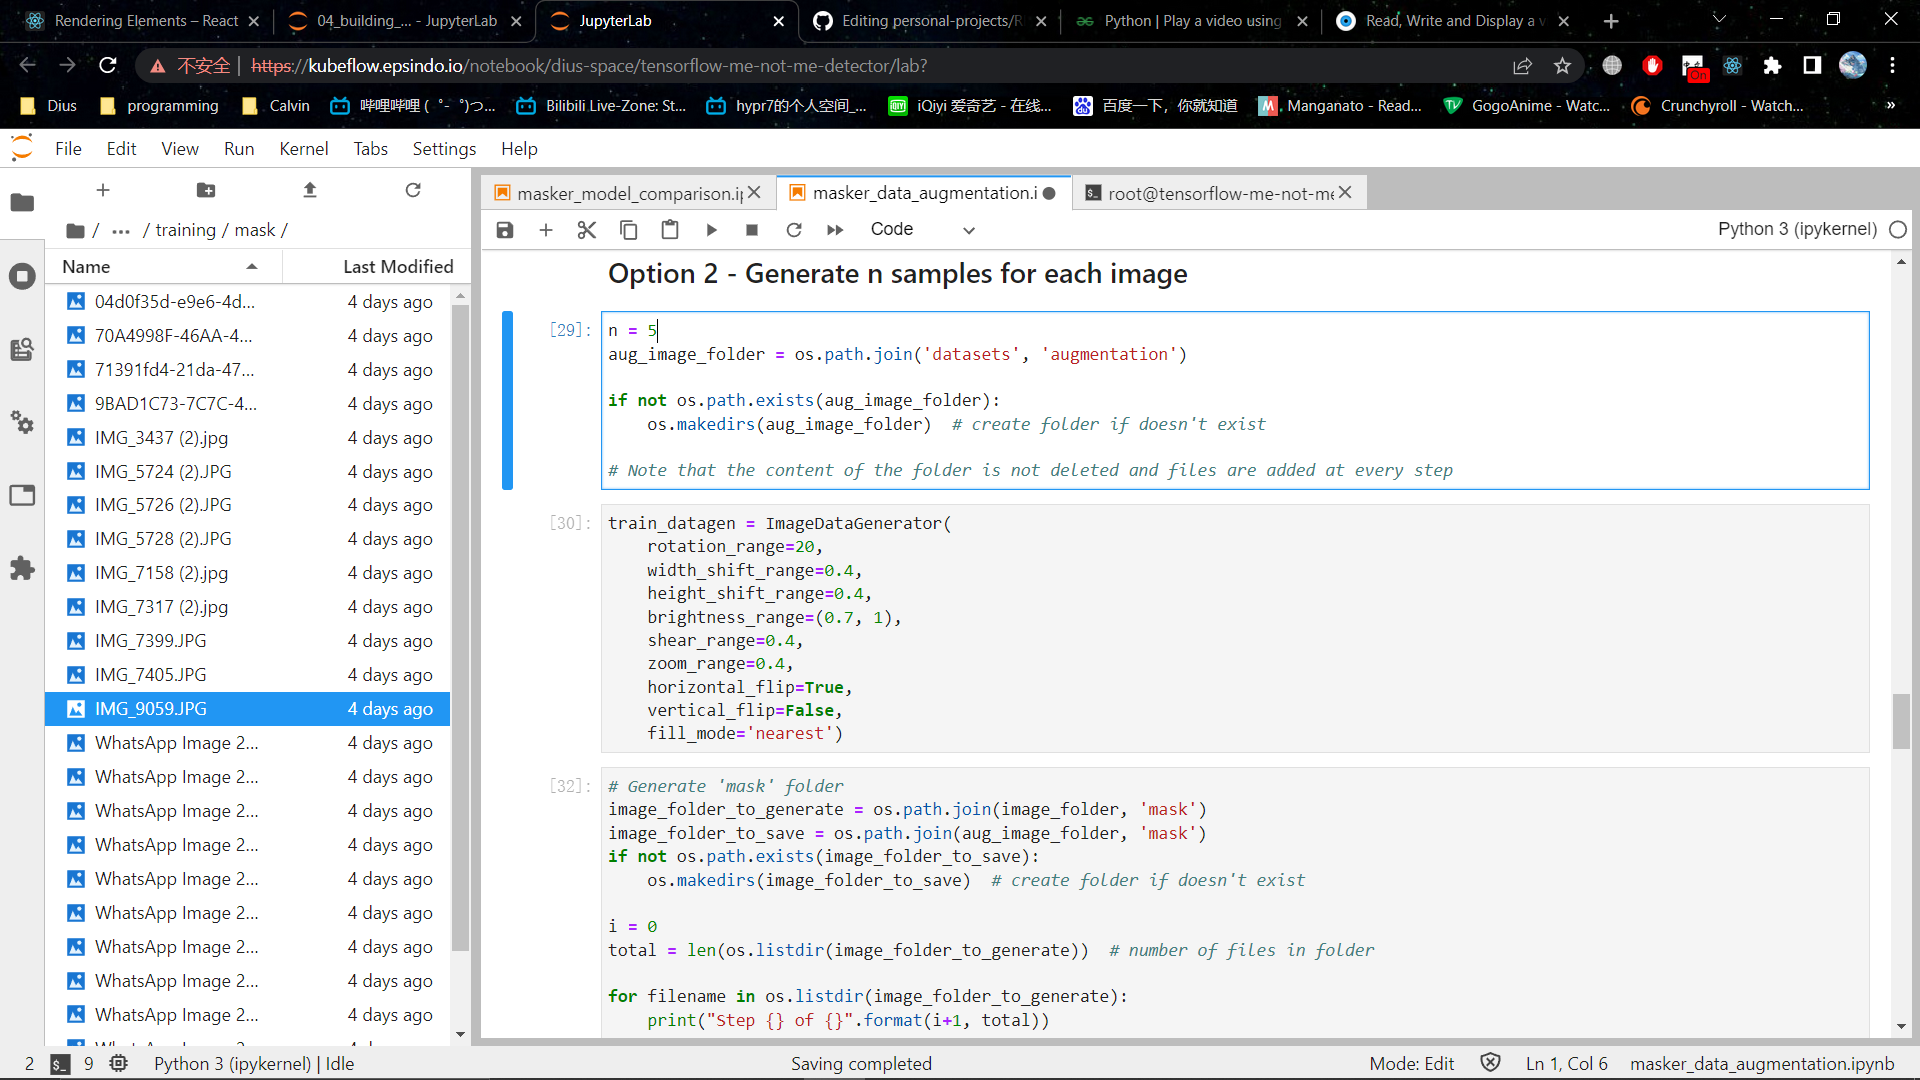 Rendering Elements – React
04_building_... - JupyterLab
JupyterLab
Editing personal-projects/R
Python | Play a video using
Read, Write and Display a v
不安全 | https://kubeflow.epsindo.io/notebook/dius-space/tensorflow-me-not-me-detector/lab?
On
Dius
programming
Calvin
哔哩哔哩 ( ゜- ゜)つ...
Bilibili Live-Zone: St...
hypr7的个人空间_...
iQiyi 爱奇艺 - 在线...
百度一下，你就知道
Manganato - Read...
GogoAnime - Watc...
Crunchyroll - Watch...
»
File Edit View Run Kernel Tabs Settings Help
masker_model_comparison.ip
masker_data_augmentation.i
root@tensorflow-me-not-me
/ ... / training / mask /
Code
Python 3 (ipykernel)
Name Last Modified
04d0f35d-e9e6-4d... 4 days ago
70A4998F-46AA-4... 4 days ago
71391fd4-21da-47... 4 days ago
9BAD1C73-7C7C-4... 4 days ago
IMG_3437 (2).jpg 4 days ago
IMG_5724 (2).JPG 4 days ago
IMG_5726 (2).JPG 4 days ago
IMG_5728 (2).JPG 4 days ago
IMG_7158 (2).jpg 4 days ago
IMG_7317 (2).jpg 4 days ago
IMG_7399.JPG 4 days ago
IMG_7405.JPG 4 days ago
IMG_9059.JPG 4 days ago
WhatsApp Image 2... 4 days ago
WhatsApp Image 2... 4 days ago
WhatsApp Image 2... 4 days ago
WhatsApp Image 2... 4 days ago
WhatsApp Image 2... 4 days ago
WhatsApp Image 2... 4 days ago
WhatsApp Image 2... 4 days ago
WhatsApp Image 2... 4 days ago
WhatsApp Image 2... 4 days ago
Option 2 - Generate n samples for each image
[29]: n = 5
aug_image_folder = os.path.join('datasets', 'augmentation')
if not os.path.exists(aug_image_folder):
    os.makedirs(aug_image_folder)  # create folder if doesn't exist
# Note that the content of the folder is not deleted and files are added at every step
[30]: train_datagen = ImageDataGenerator(
    rotation_range=20,
    width_shift_range=0.4,
    height_shift_range=0.4,
    brightness_range=(0.7, 1),
    shear_range=0.4,
    zoom_range=0.4,
    horizontal_flip=True,
    vertical_flip=False,
    fill_mode='nearest')
[32]: # Generate 'mask' folder
image_folder_to_generate = os.path.join(image_folder, 'mask')
image_folder_to_save = os.path.join(aug_image_folder, 'mask')
if not os.path.exists(image_folder_to_save):
    os.makedirs(image_folder_to_save)  # create folder if doesn't exist
i = 0
total = len(os.listdir(image_folder_to_generate))  # number of files in folder
for filename in os.listdir(image_folder_to_generate):
    print("Step {} of {}".format(i+1, total))
2 $_ 9 Python 3 (ipykernel) | Idle
Saving completed
Mode: Edit
Ln 1, Col 6
masker_data_augmentation.ipynb